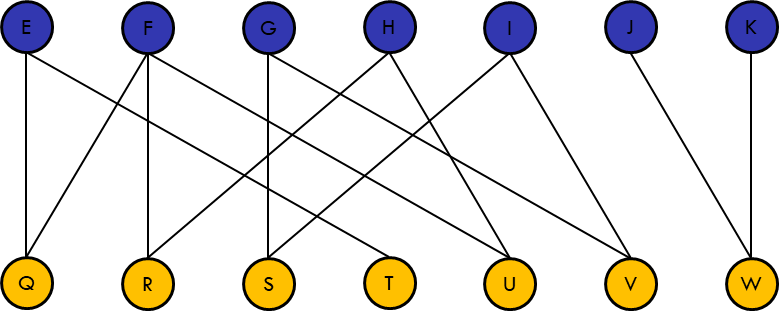 E F G H I J K
Q R S T U V W